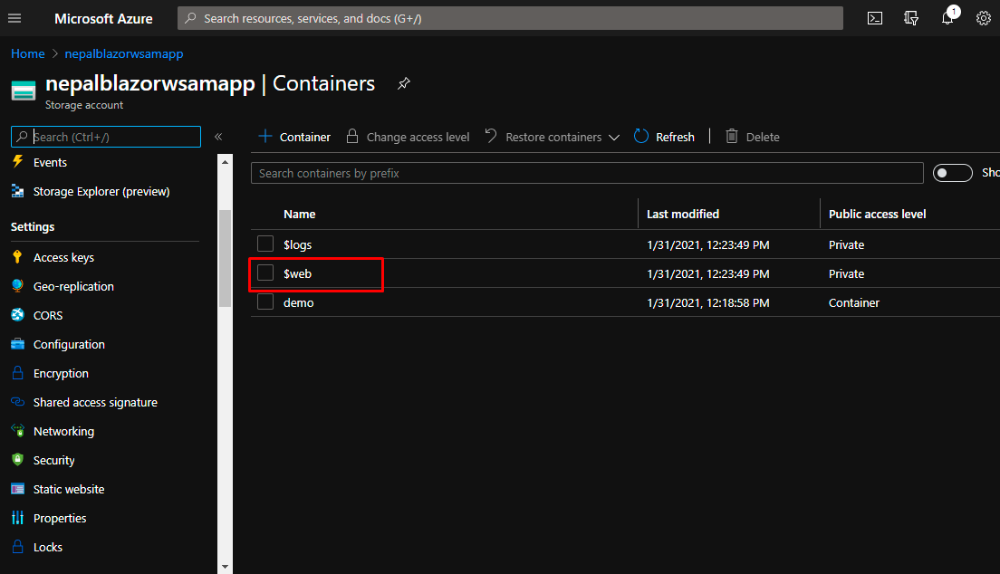 Microsoft Azure
Search resources, services, and docs (G+/)
1
Home > nepalblazorwsamapp
nepalblazorwsamapp | Containers
Storage account
Search (Ctrl+/)
«
Container
Change access level
Restore containers
Refresh
Delete
Events
Storage Explorer (preview)
Settings
Access keys
Geo-replication
CORS
Configuration
Encryption
Shared access signature
Networking
Security
Static website
Properties
Locks
Search containers by prefix
Sho
Name Last modified Public access level
$logs 1/31/2021, 12:23:49 PM Private
$web 1/31/2021, 12:23:49 PM Private
demo 1/31/2021, 12:18:58 PM Container